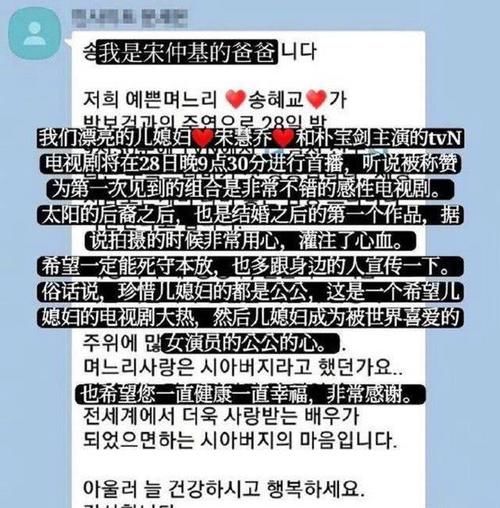 송 我是宋仲基的爸爸 니다
저희 예쁜며느리 ❤송혜교❤가
박보검과의 주연으로 28일 밤
我们漂亮的儿媳妇❤宋慧乔❤和朴宝剑主演的tvN
电视剧将在28日晚9点30分进行首播，听说被称赞
为第一次见到的组合是非常不错的感性电视剧。
太阳的后裔之后，也是结婚之后的第一个作品，据
说拍摄的时候非常用心，灌注了心血。
希望一定能死守本放，也多跟身边的人宣传一下。
俗话说，珍惜儿媳妇的都是公公，这是一个希望儿
媳妇的电视剧大热，然后儿媳妇成为被世界喜爱的
주위에 많 女演员的公公的心。
며느리사랑은 시아버지라고 했던가요..
也希望您一直健康一直幸福，非常感谢。
전세계에서 더욱 사랑받는 배우가
되었으면하는 시아버지의 마음입니다.
아울러 늘 건강하시고 행복하세요.